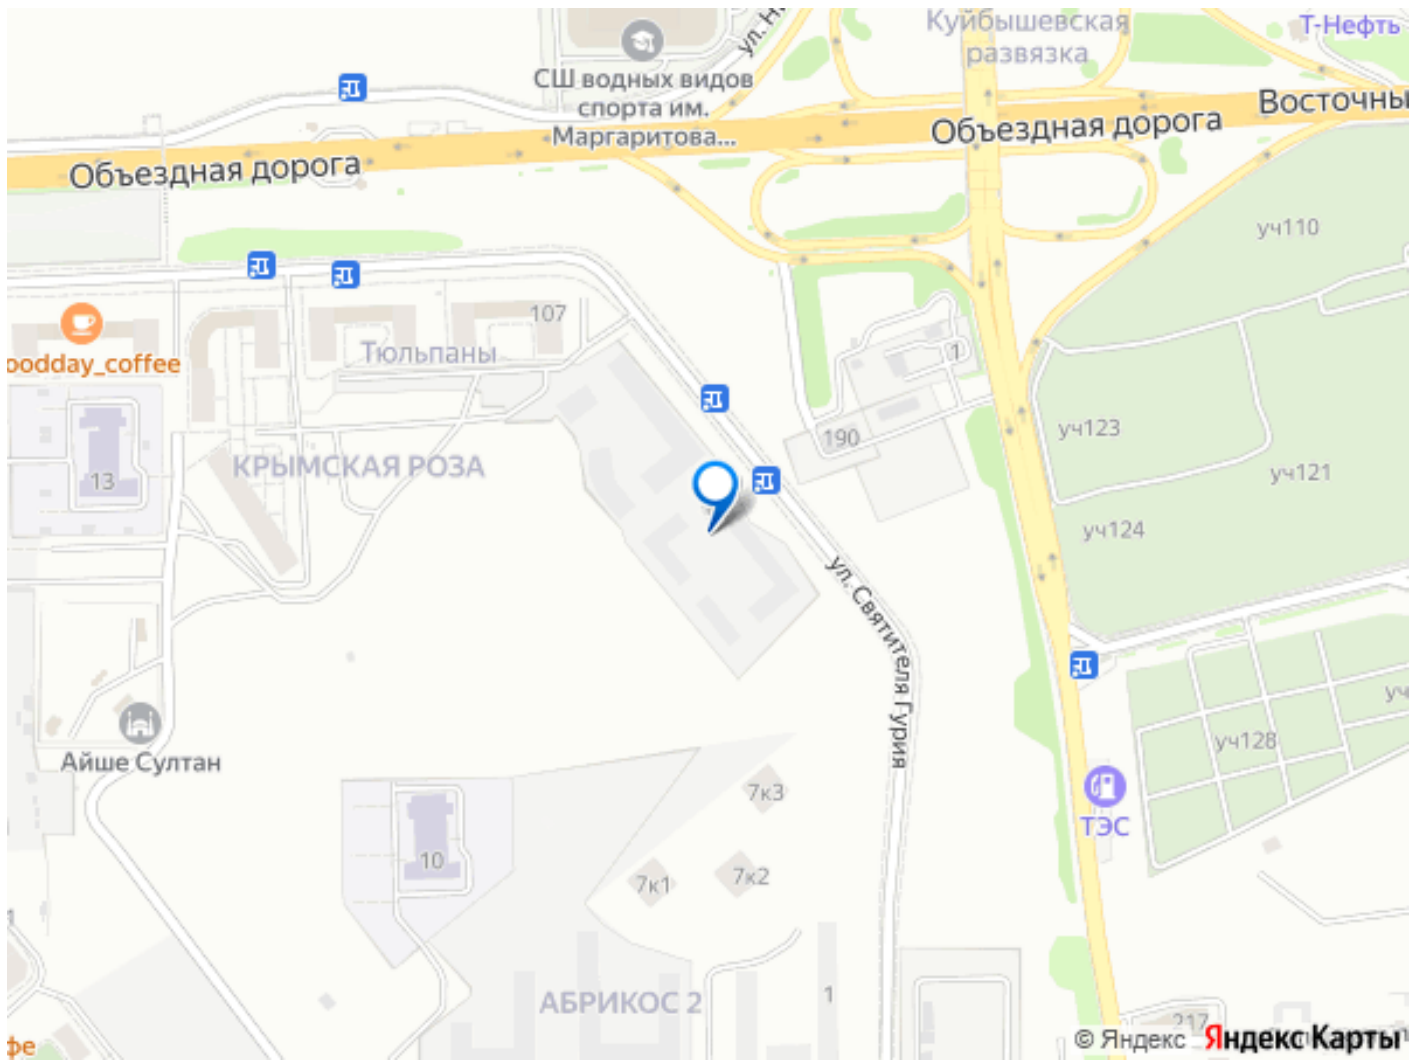 Куйбышевская
развязка
Т-Нефть
СШ водных видов
спорта им.
Маргаритова...
Объездная дорога
Восточны
Объездная дорога
уч110
107
Тюльпаны
oodday_coffee
1
190
уч123
уч121
уч124
КРЫМСКАЯ РОЗА
13
ул. Святителя Гурия
Айше Султан
уч128
уч
7к3
ТЭС
10
7к1
7к2
АБРИКОС 2
1
217
фе
© Яндекс Яндекс Карты